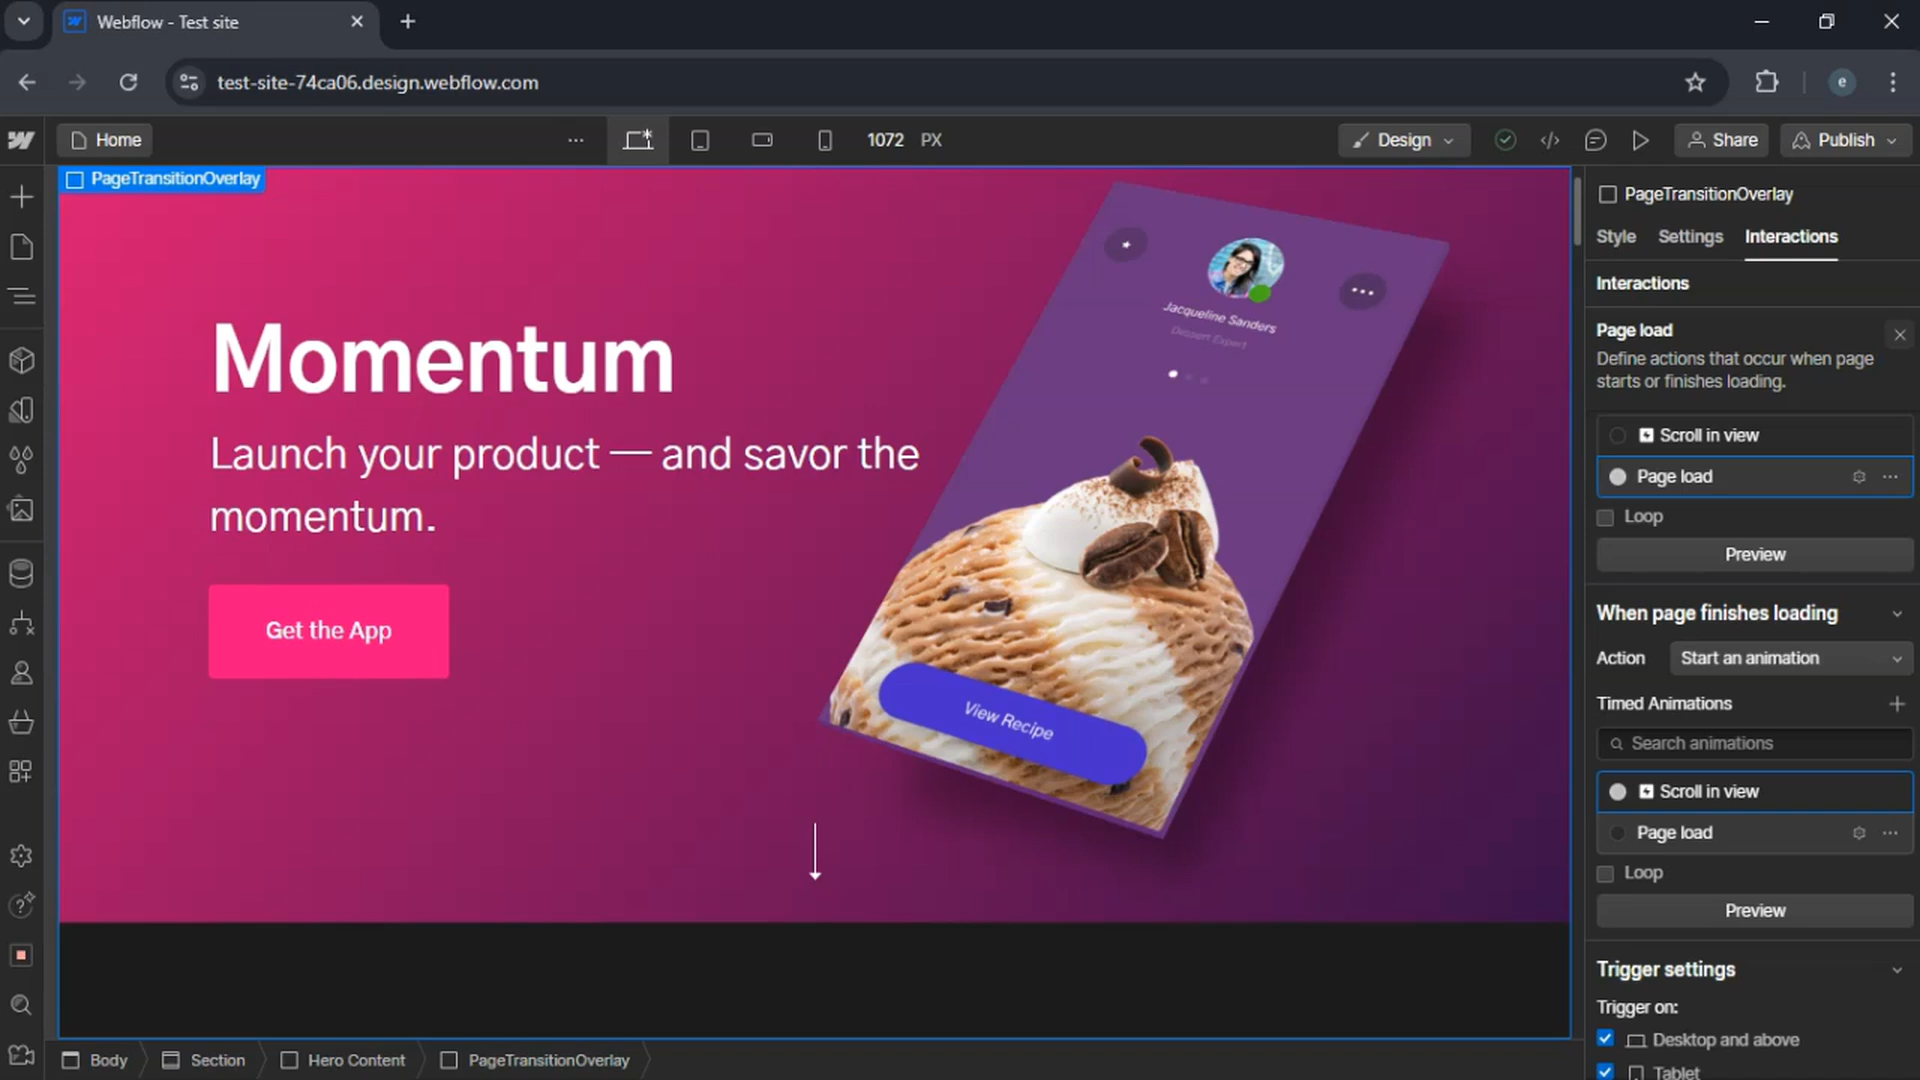 Webflow - Test site
test-site-74ca06.design.webflow.com
e
Home
1072 PX
Design
Share
Publish
PageTransitionOverlay
Jacqueline Sanders
Dessert Expert
Momentum
Launch your product — and savor the
momentum.
Get the App
View Recipe
PageTransitionOverlay
Style Settings Interactions
Interactions
Page load
Define actions that occur when page
starts or finishes loading.
Scroll in view
Page load
Loop
Preview
When page finishes loading
Action Start an animation
Timed Animations
Search animations
Scroll in view
Page load
Loop
Preview
Trigger settings
Trigger on:
Desktop and above
Tablet
Body Section Hero Content PageTransitionOverlay